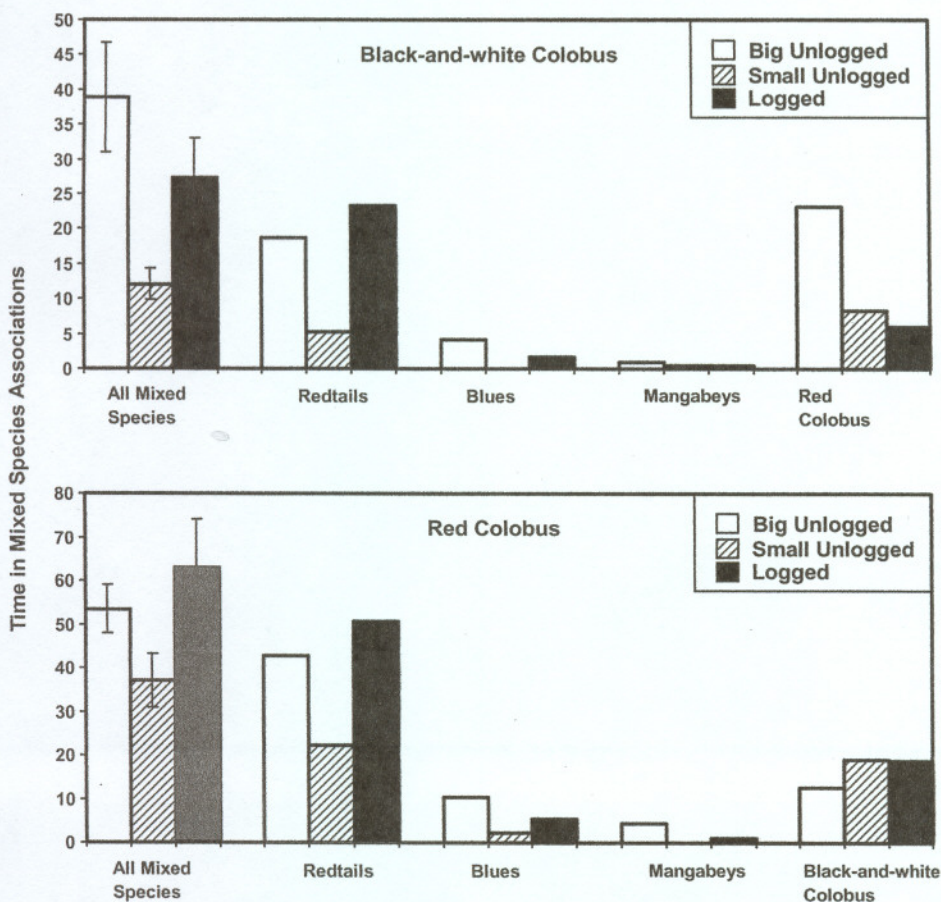 Time in Mixed Species Associations
50
45
40
35
30
25
20
15
10
5
0
Black-and-white Colobus
Big Unlogged
Small Unlogged
Logged
All Mixed
Species
Redtails
Blues
Mangabeys
Red
Colobus
80
70
60
50
40
30
20
10
0
Red Colobus
Big Unlogged
Small Unlogged
Logged
All Mixed
Species
Redtails
Blues
Mangabeys
Black-and-white
Colobus